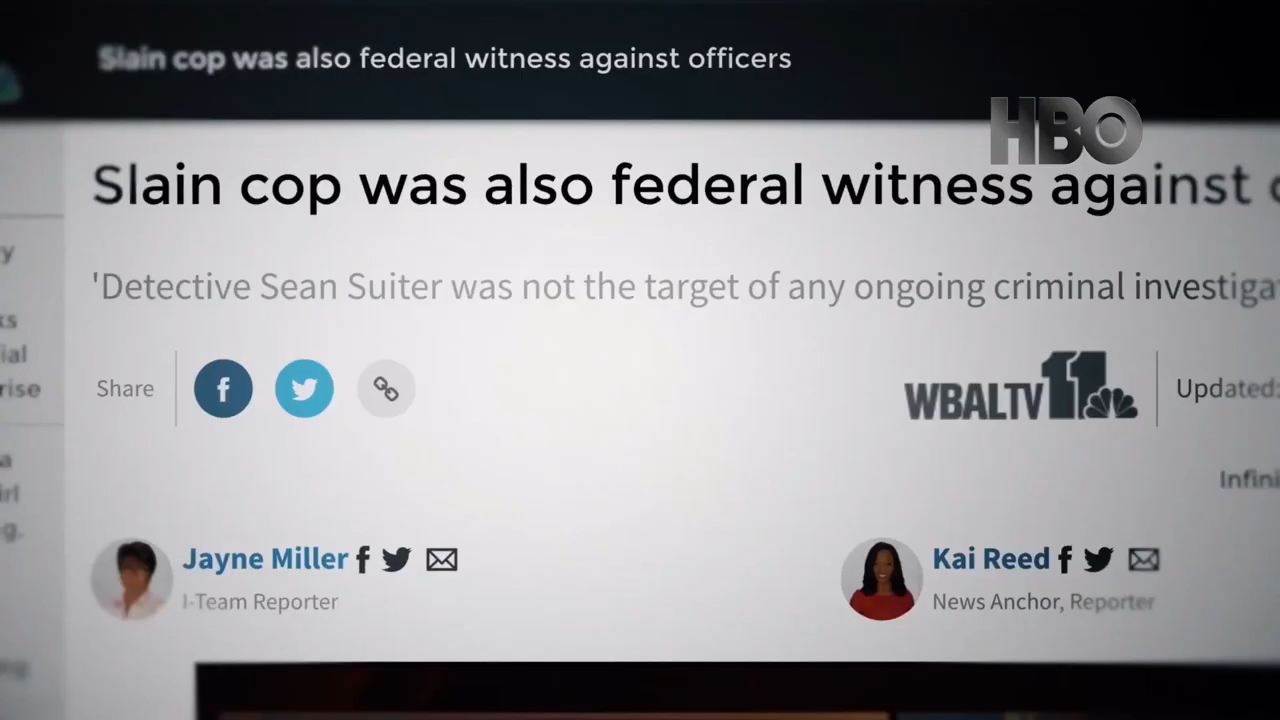 Slain cop was also federal witness against officers
HBO
Slain cop was also federal witness against
'Detective Sean Suiter was not the target of any ongoing criminal
Share
WBALTV 11
Updated:
Jayne Miller
I-Team Reporter
Kai Reed
News Anchor, Reporter